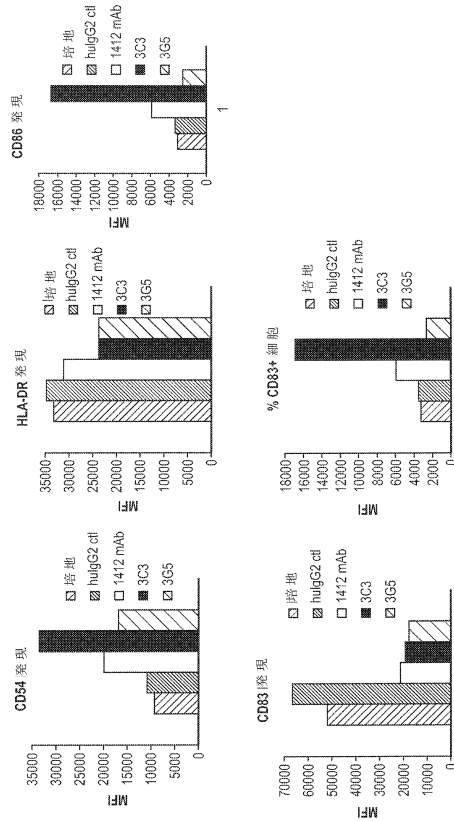 CD54 発現
MFI
35000
30000
25000
20000
15000
10000
5000
0
培地
huIgG2 ctl
1412 mAb
3C3
3G5
HLA-DR 発現
MFI
35000
30000
25000
20000
15000
10000
5000
0
培地
huIgG2 ctl
1412 mAb
3C3
3G5
CD86 発現
MFI
18000
16000
14000
12000
10000
8000
6000
4000
2000
0
1
培地
huIgG2 ctl
1412 mAb
3C3
3G5
CD83 発現
MFI
70000
60000
50000
40000
30000
20000
10000
0
培地
huIgG2 ctl
1412 mAb
3C3
3G5
% CD83+ 細胞
MFI
18000
16000
14000
12000
10000
8000
6000
4000
2000
0
培地
huIgG2 ctl
1412 mAb
3C3
3G5